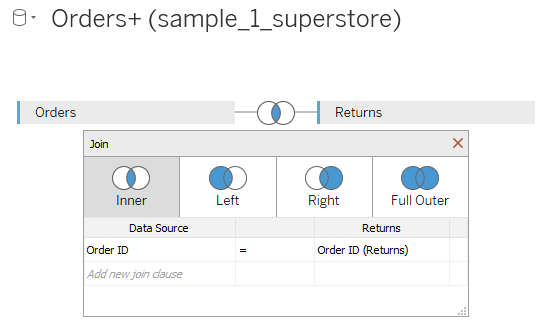 Orders+ (sample_1_superstore)
Orders Returns
Join
Inner Left Right Full Outer
Data Source Returns
Order ID = Order ID (Returns)
Add new join clause